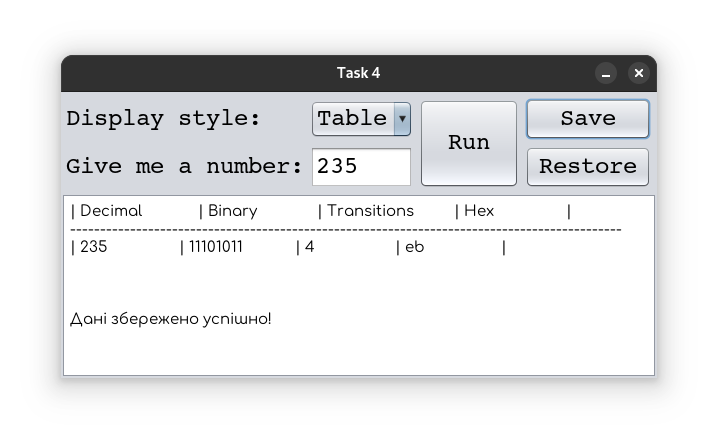 Task 4
Display style: Table Run Save
Give me a number: 235 Restore
| Decimal | Binary | Transitions | Hex |
--------------------------------------------------------------------------------------------------------------
| 235 | 11101011 | 4 | eb |
Дані збережено успішно!